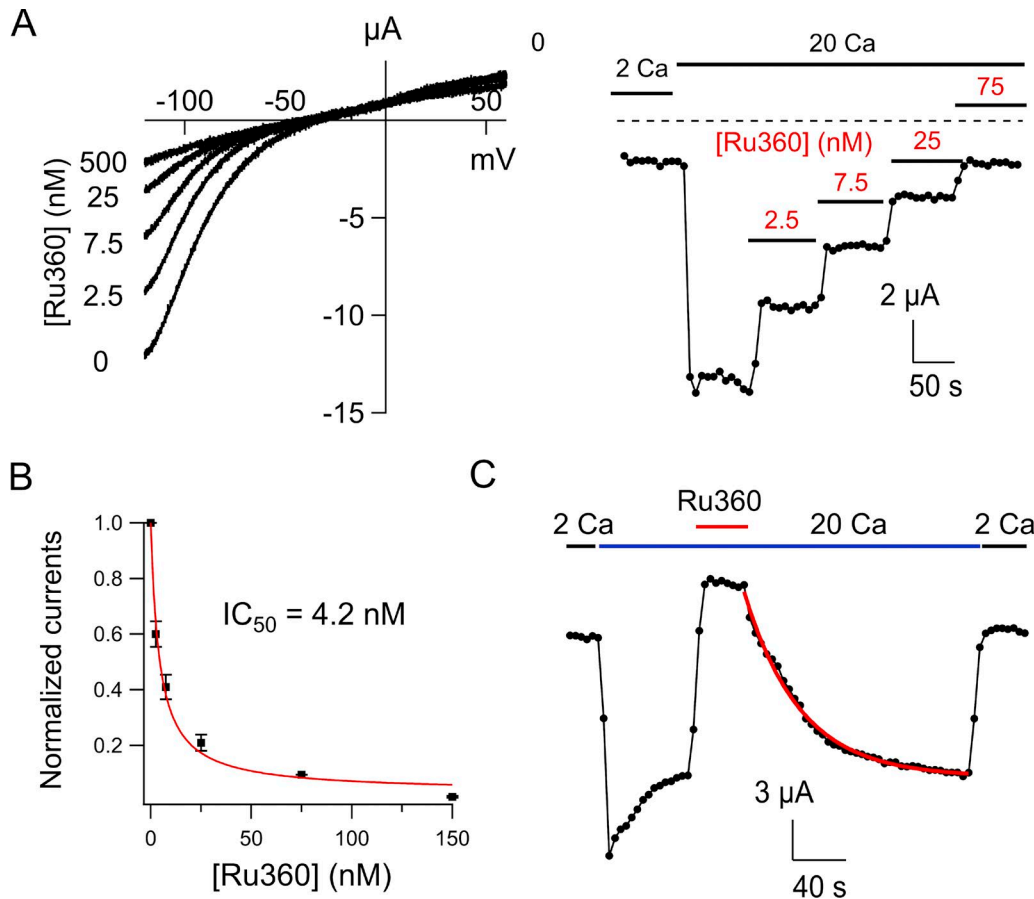 A
µA
-100
-50
50
mV
-5
-10
-15
[Ru360] (nM)
500
25
7.5
2.5
0
0
20 Ca
2 Ca
75
[Ru360] (nM)
25
7.5
2.5
2 µA
50 s
B
Normalized currents
1.0
0.8
0.6
0.4
0.2
IC50 = 4.2 nM
0
50
100
150
[Ru360] (nM)
C
Ru360
2 Ca
20 Ca
2 Ca
3 µA
40 s